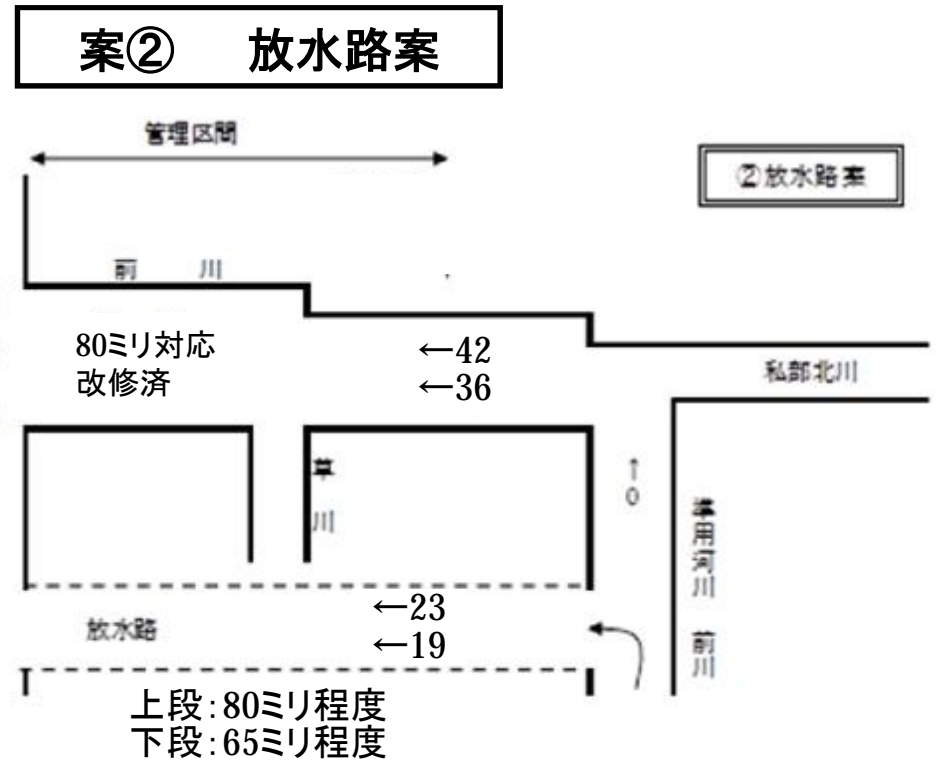 案② 放水路案
管理区間
②放水路案
前 川
80ミリ対応
改修済
←42
←36
私部北川
草川
↑0
準用河川 前川
←23
←19
放水路
上段:80ミリ程度
下段:65ミリ程度